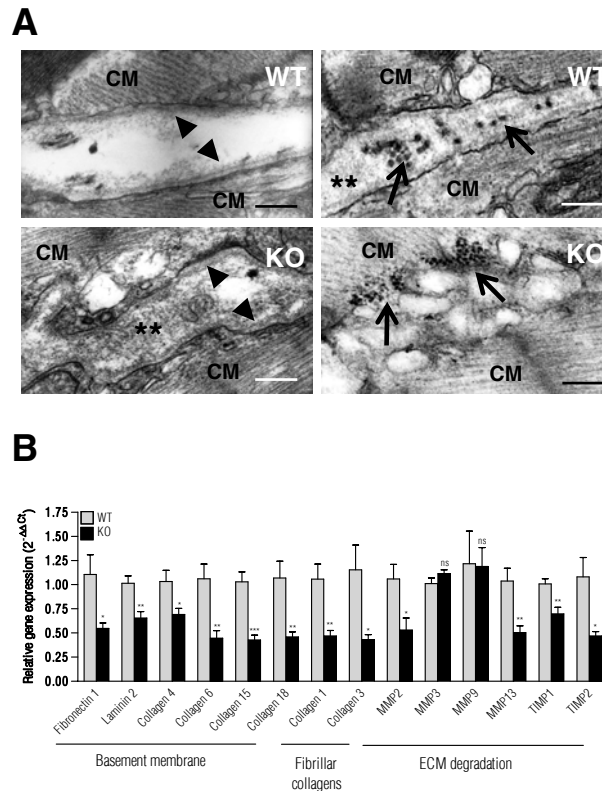 A
CM
WT
CM
CM
WT
**
CM
CM
KO
**
CM
CM
KO
CM
B
Relative gene expression (2^-ΔΔCt)
1.75
1.50
1.25
1.00
0.75
0.50
0.25
0.00
WT
KO
*
**
*
**
***
**
**
*
*
ns
ns
**
**
*
Fibronectin 1
Laminin 2
Collagen 4
Collagen 6
Collagen 15
Collagen 18
Collagen 1
Collagen 3
MMP2
MMP3
MMP9
MMP13
TIMP1
TIMP2
Basement membrane
Fibrillar
collagens
ECM degradation